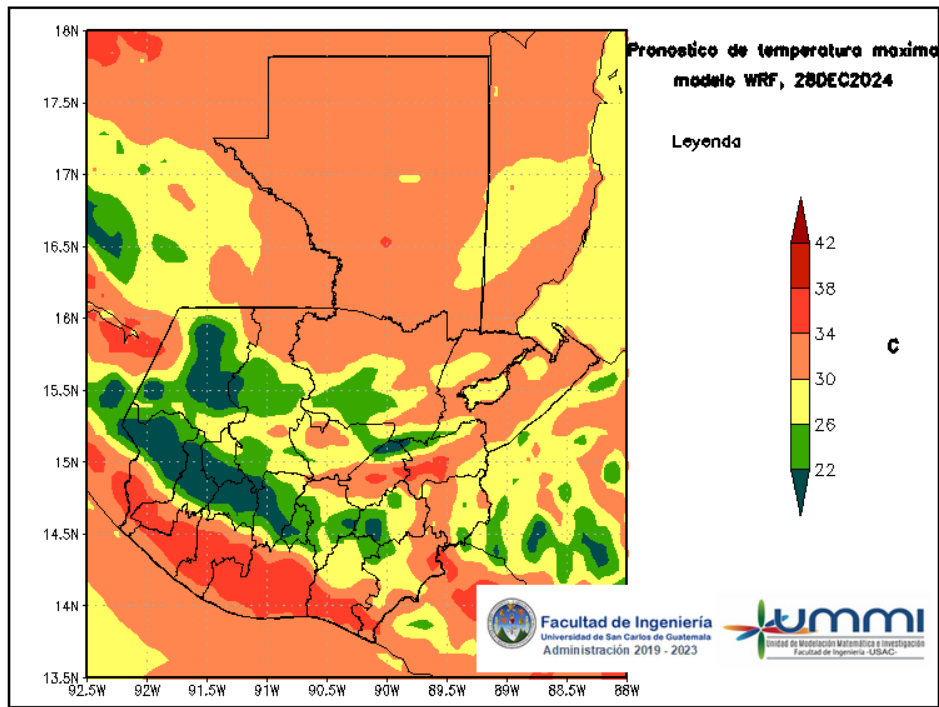 Pronostico de temperatura maxima
modelo WRF, 28DEC2024
Leyenda
42
38
34
30
26
22
C
18N
17.5N
17N
16.5N
16N
15.5N
15N
14.5N
14N
13.5N
92.5W 92W 91.5W 91W 90.5W 90W 89.5W 89W 88.5W 88W
Facultad de Ingeniería
Universidad de San Carlos de Guatemala
Administración 2019 - 2023
UMMI
Unidad de Modelación Matemática e Investigación
Facultad de Ingeniería -USAC-